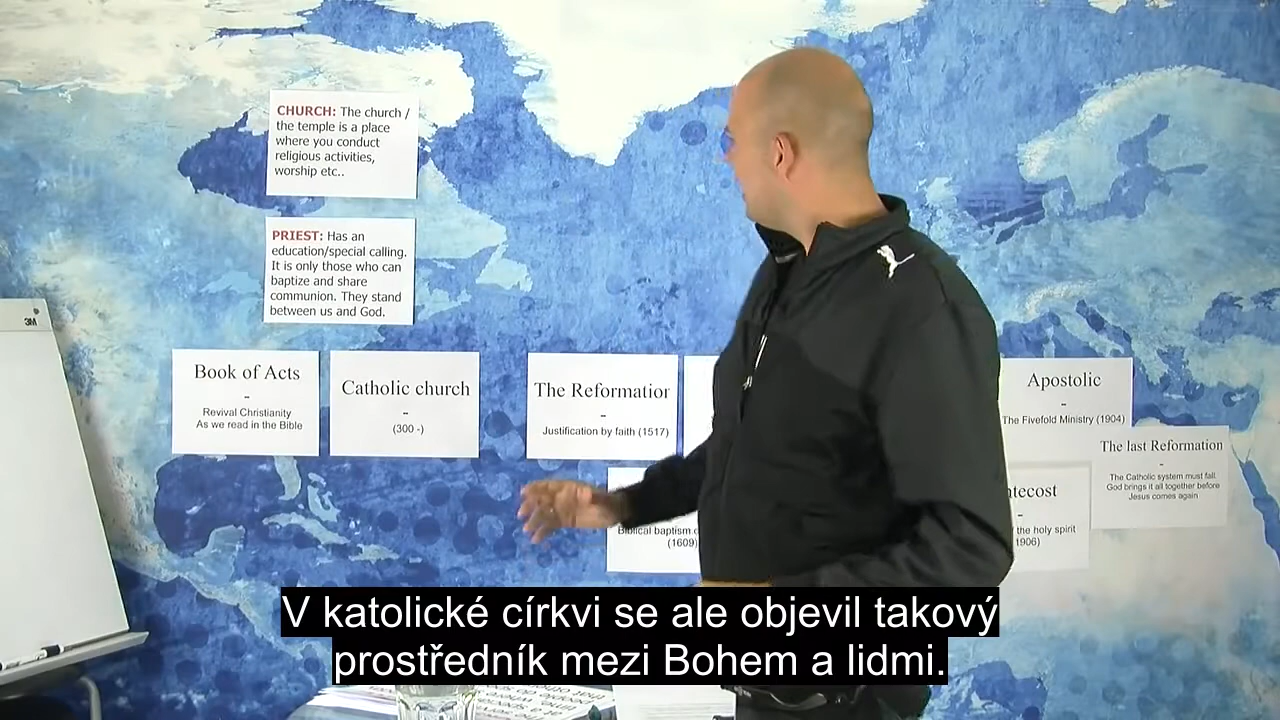 CHURCH: The church /
the temple is a place
where you conduct
religious activities,
worship etc..
PRIEST: Has an
education/special calling.
It is only those who can
baptize and share
communion. They stand
between us and God.
3M
Book of Acts
-
Revival Christianity
As we read in the Bible
Catholic church
-
(300 -)
The Reformation
-
Justification by faith (1517)
Biblical baptism
(1609)
Apostolic
-
The Fivefold Ministry (1904)
The last Reformation
-
The Catholic system must fall
God brings it all together before
Jesus comes again
tecost
-
the holy spirit
1906)
V katolické církvi se ale objevil takový
prostředník mezi Bohem a lidmi.